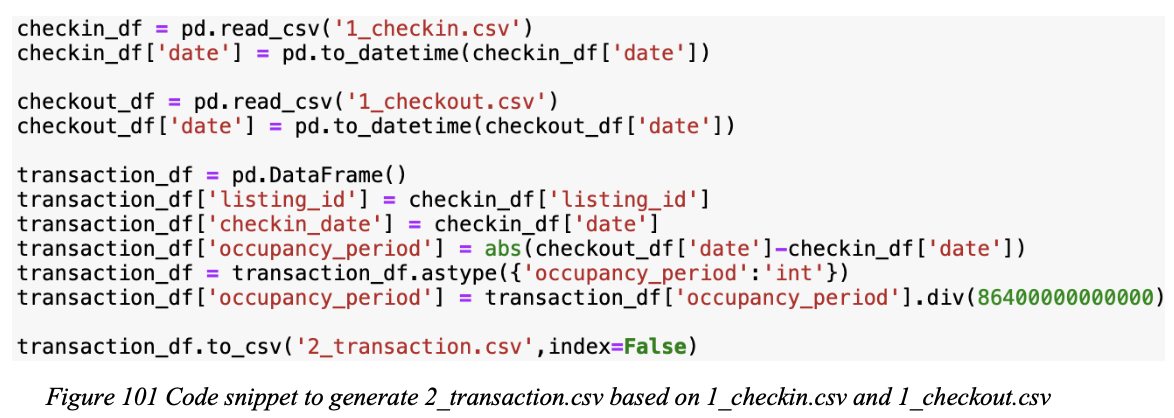 checkin_df = pd.read_csv('1_checkin.csv')
checkin_df['date'] = pd.to_datetime(checkin_df['date'])
checkout_df = pd.read_csv('1_checkout.csv')
checkout_df['date'] = pd.to_datetime(checkout_df['date'])
transaction_df = pd.DataFrame()
transaction_df['listing_id'] = checkin_df['listing_id']
transaction_df['checkin_date'] = checkin_df['date']
transaction_df['occupancy_period'] = abs(checkout_df['date']-checkin_df['date'])
transaction_df = transaction_df.astype({'occupancy_period':'int'})
transaction_df['occupancy_period'] = transaction_df['occupancy_period'].div(86400000000000)
transaction_df.to_csv('2_transaction.csv',index=False)
Figure 101 Code snippet to generate 2_transaction.csv based on 1_checkin.csv and 1_checkout.csv